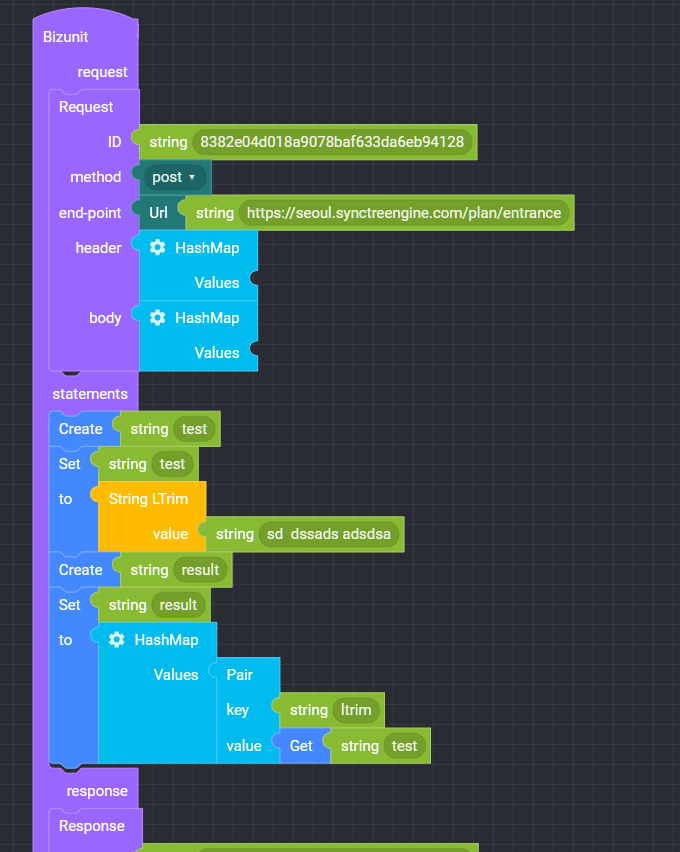 Bizunit
request
Request
ID string 8382e04d018a9078baf633da6eb94128
method post
end-point Url string https://seoul.synctreengine.com/plan/entrance
header HashMap
Values
body HashMap
Values
statements
Create string test
Set string test
to String LTrim
value string sd dssads adsdsa
Create string result
Set string result
to HashMap
Values Pair
key string ltrim
value Get string test
response
Response